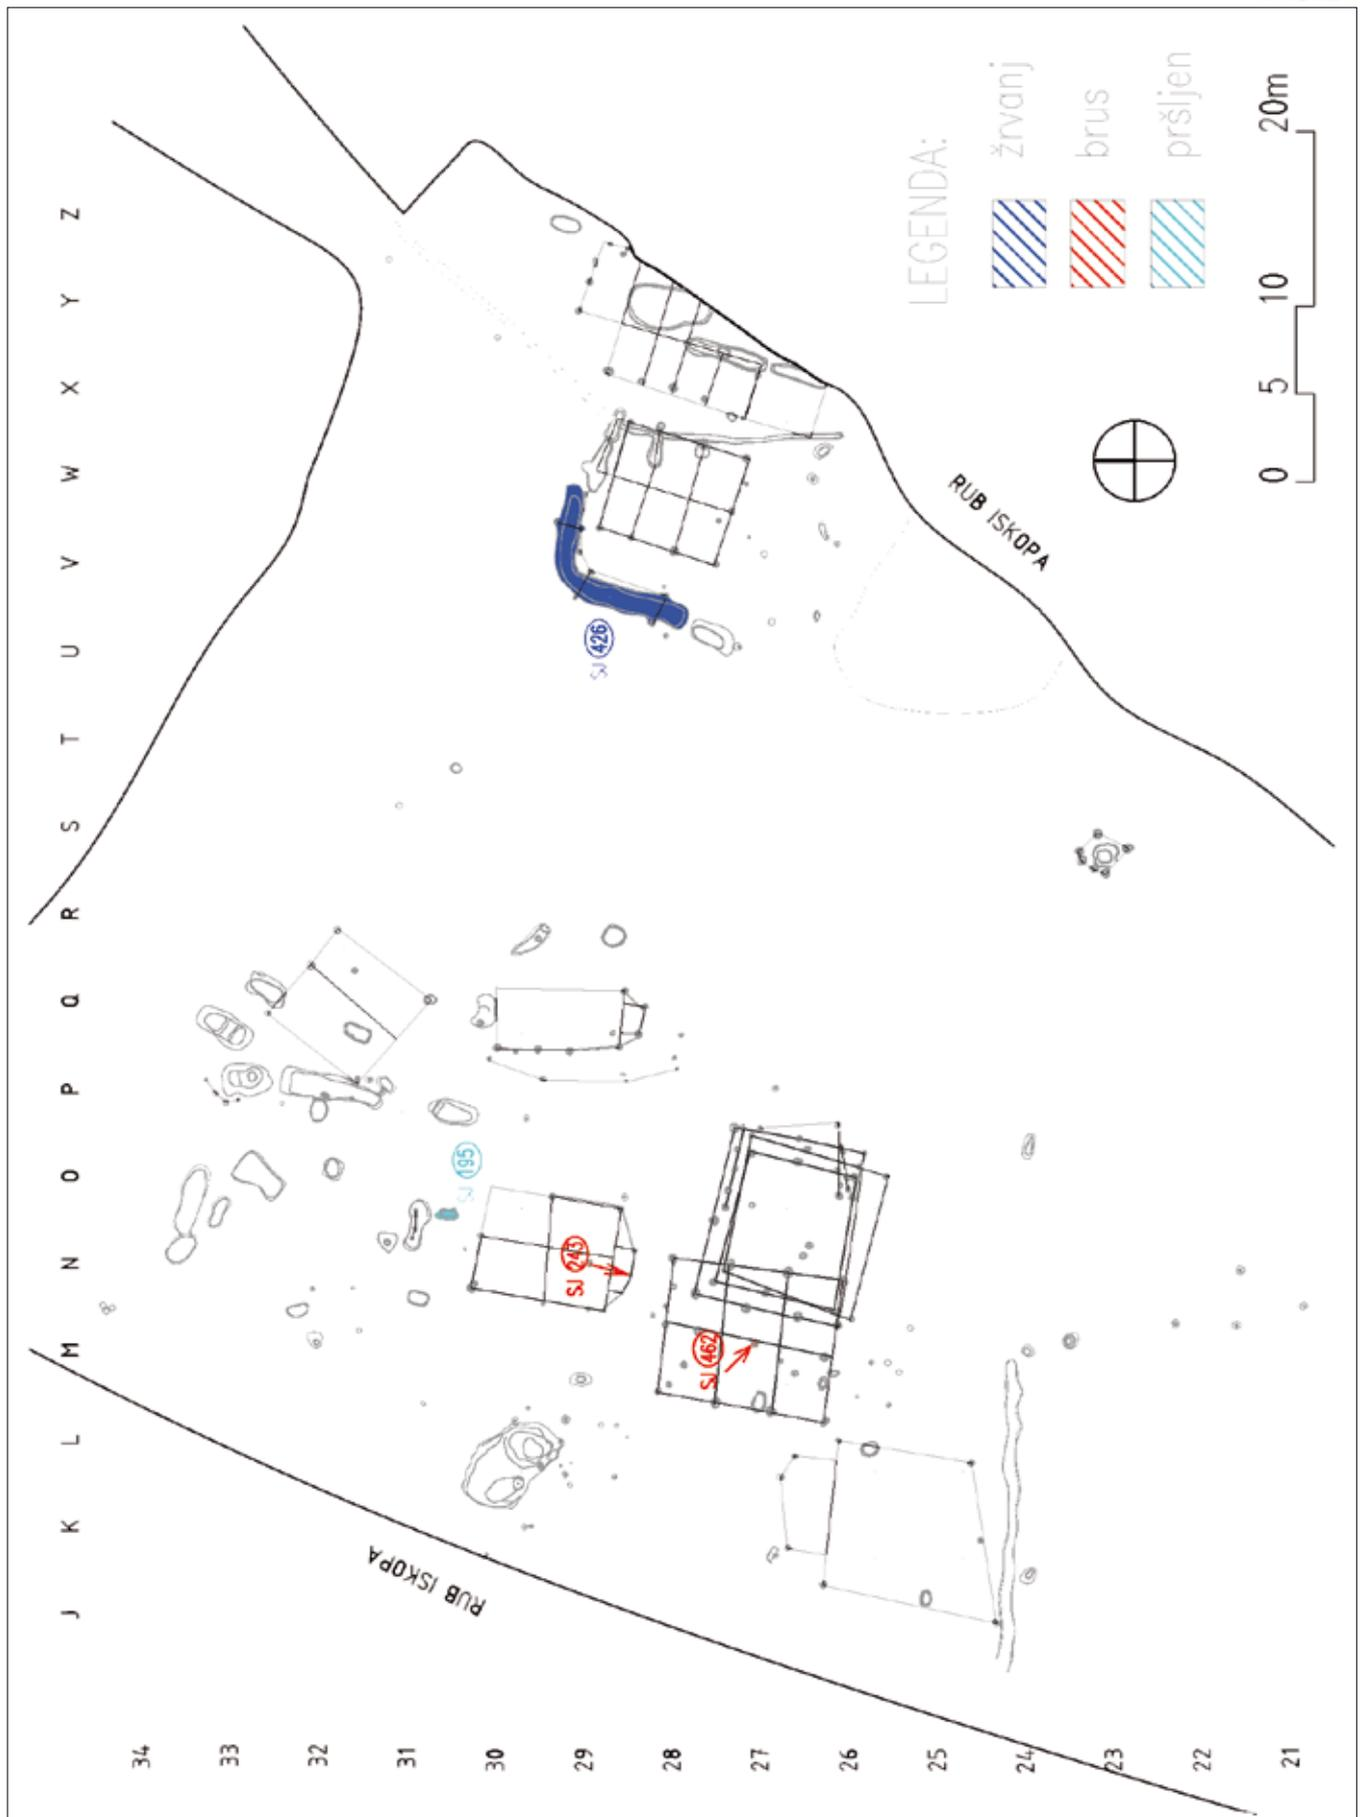 Z
Y
X
W
V
U
T
S
R
Q
P
O
N
M
L
K
J
34
33
32
31
30
29
28
27
26
25
24
23
22
21
LEGENDA:
žrvanj
brus
pršljen
0 5 10 20m
RUB ISKOPA
RUB ISKOPA
SJ 426
SJ 195
SJ 243
SJ 462